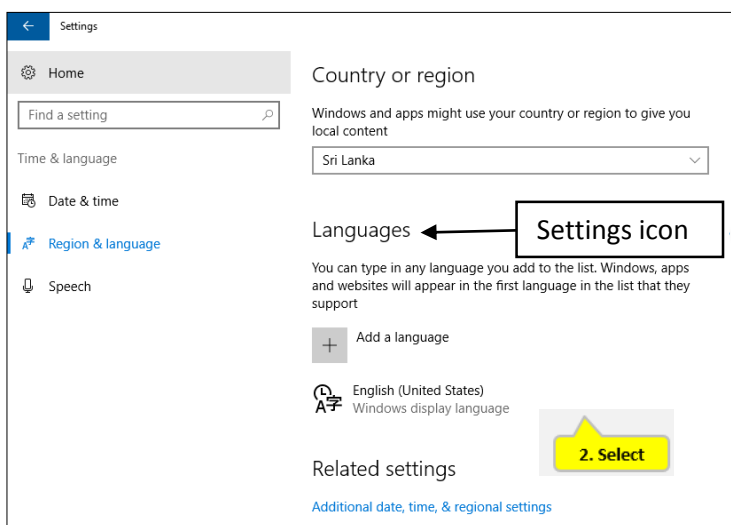 Settings
Home
Find a setting
Time & language
Date & time
Region & language
Speech
Country or region
Windows and apps might use your country or region to give you
local content
Sri Lanka
Languages
Settings icon
You can type in any language you add to the list. Windows, apps
and websites will appear in the first language in the list that they
support
Add a language
A字 English (United States)
Windows display language
2. Select
Related settings
Additional date, time, & regional settings